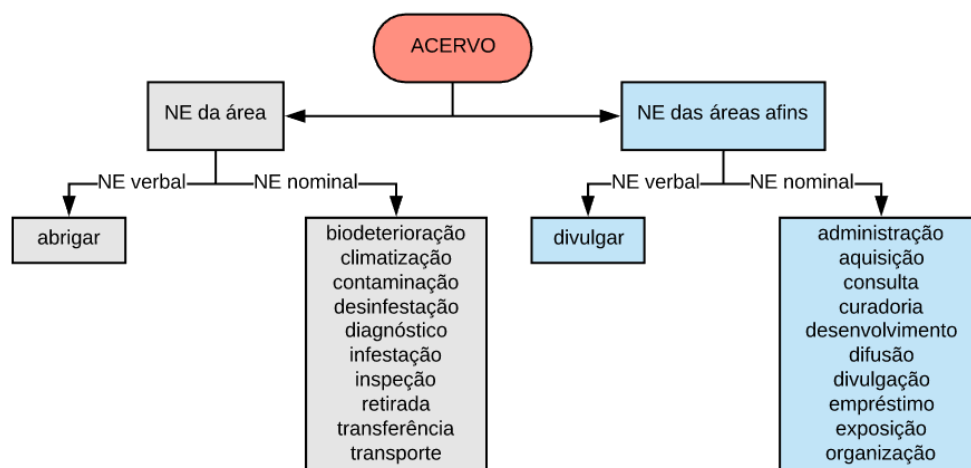 ACERVO
NE da área
NE das áreas afins
NE verbal
NE nominal
NE verbal
NE nominal
abrigar
biodeterioração
climatização
contaminação
desinfestação
diagnóstico
infestação
inspeção
retirada
transferência
transporte
divulgar
administração
aquisição
consulta
curadoria
desenvolvimento
difusão
divulgação
empréstimo
exposição
organização